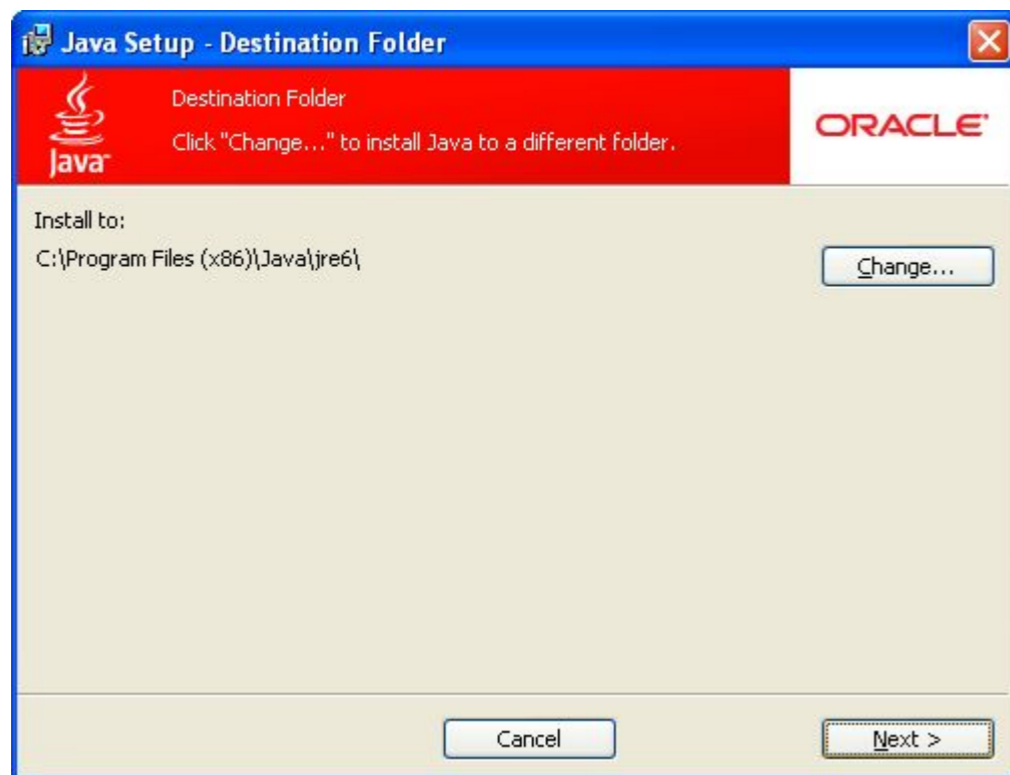 Java Setup - Destination Folder
Java
Destination Folder
Click "Change..." to install Java to a different folder.
ORACLE
Install to:
C:\Program Files (x86)\Java\jre6\
Change...
Cancel
Next >